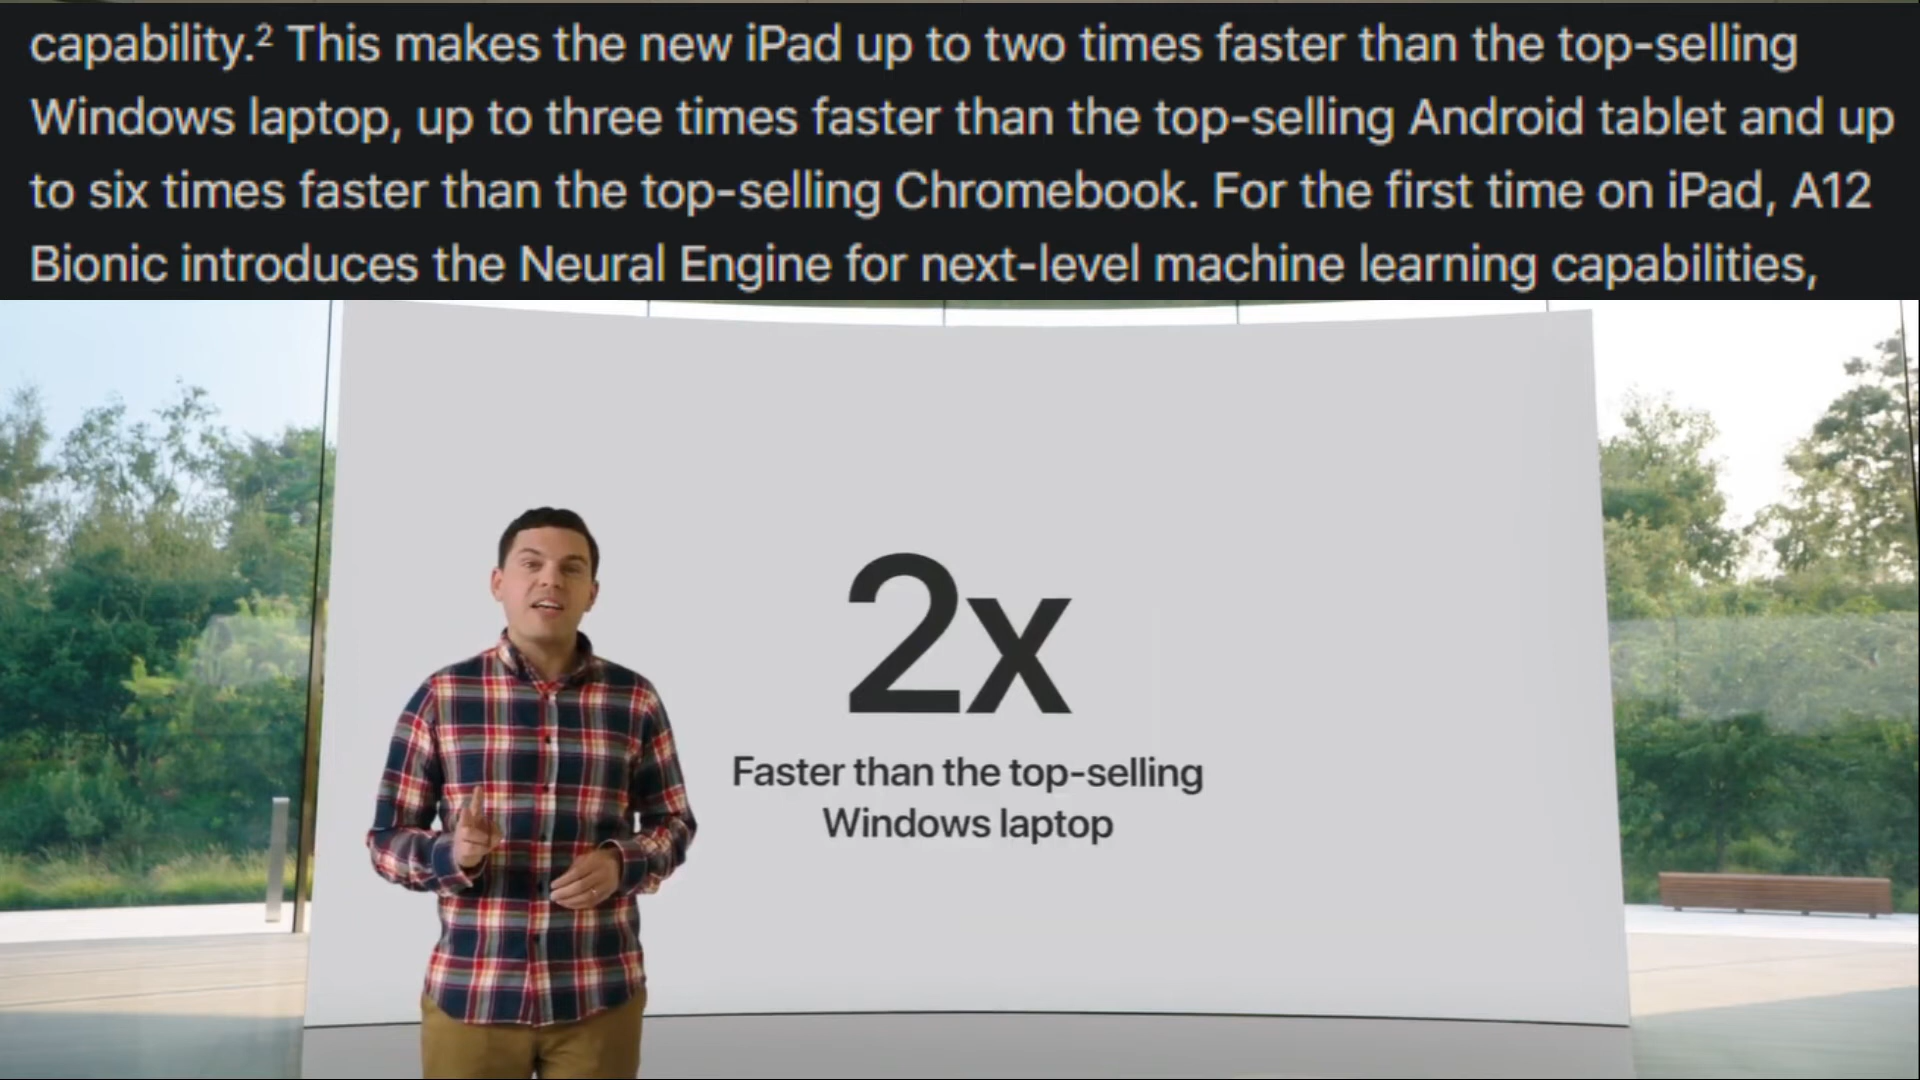 capability.² This makes the new iPad up to two times faster than the top-selling
Windows laptop, up to three times faster than the top-selling Android tablet and up
to six times faster than the top-selling Chromebook. For the first time on iPad, A12
Bionic introduces the Neural Engine for next-level machine learning capabilities,
2x
Faster than the top-selling
Windows laptop